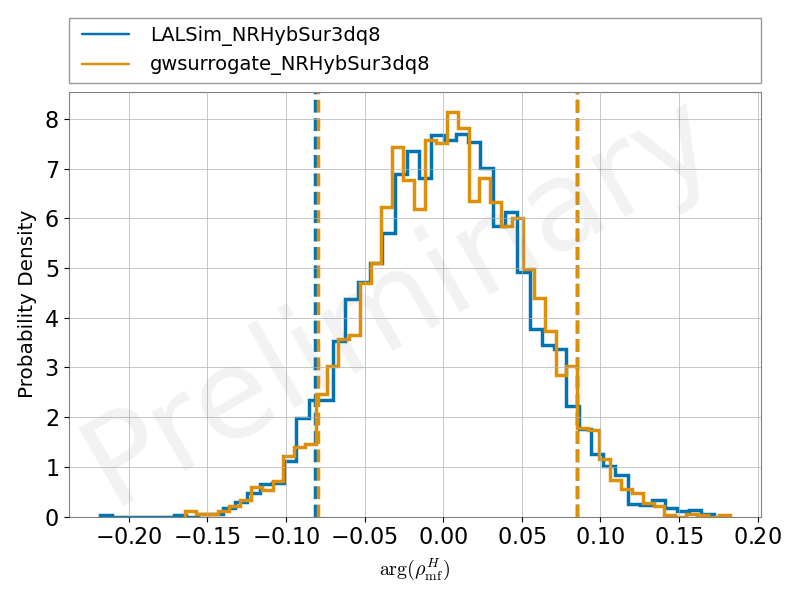 LALSim_NRHybSur3dq8
gwsurrogate_NRHybSur3dq8
8
7
6
5
4
3
2
1
0
Probability Density
Preliminary
−0.20 −0.15 −0.10 −0.05 0.00 0.05 0.10 0.15 0.20
arg(ρ^H_mf)